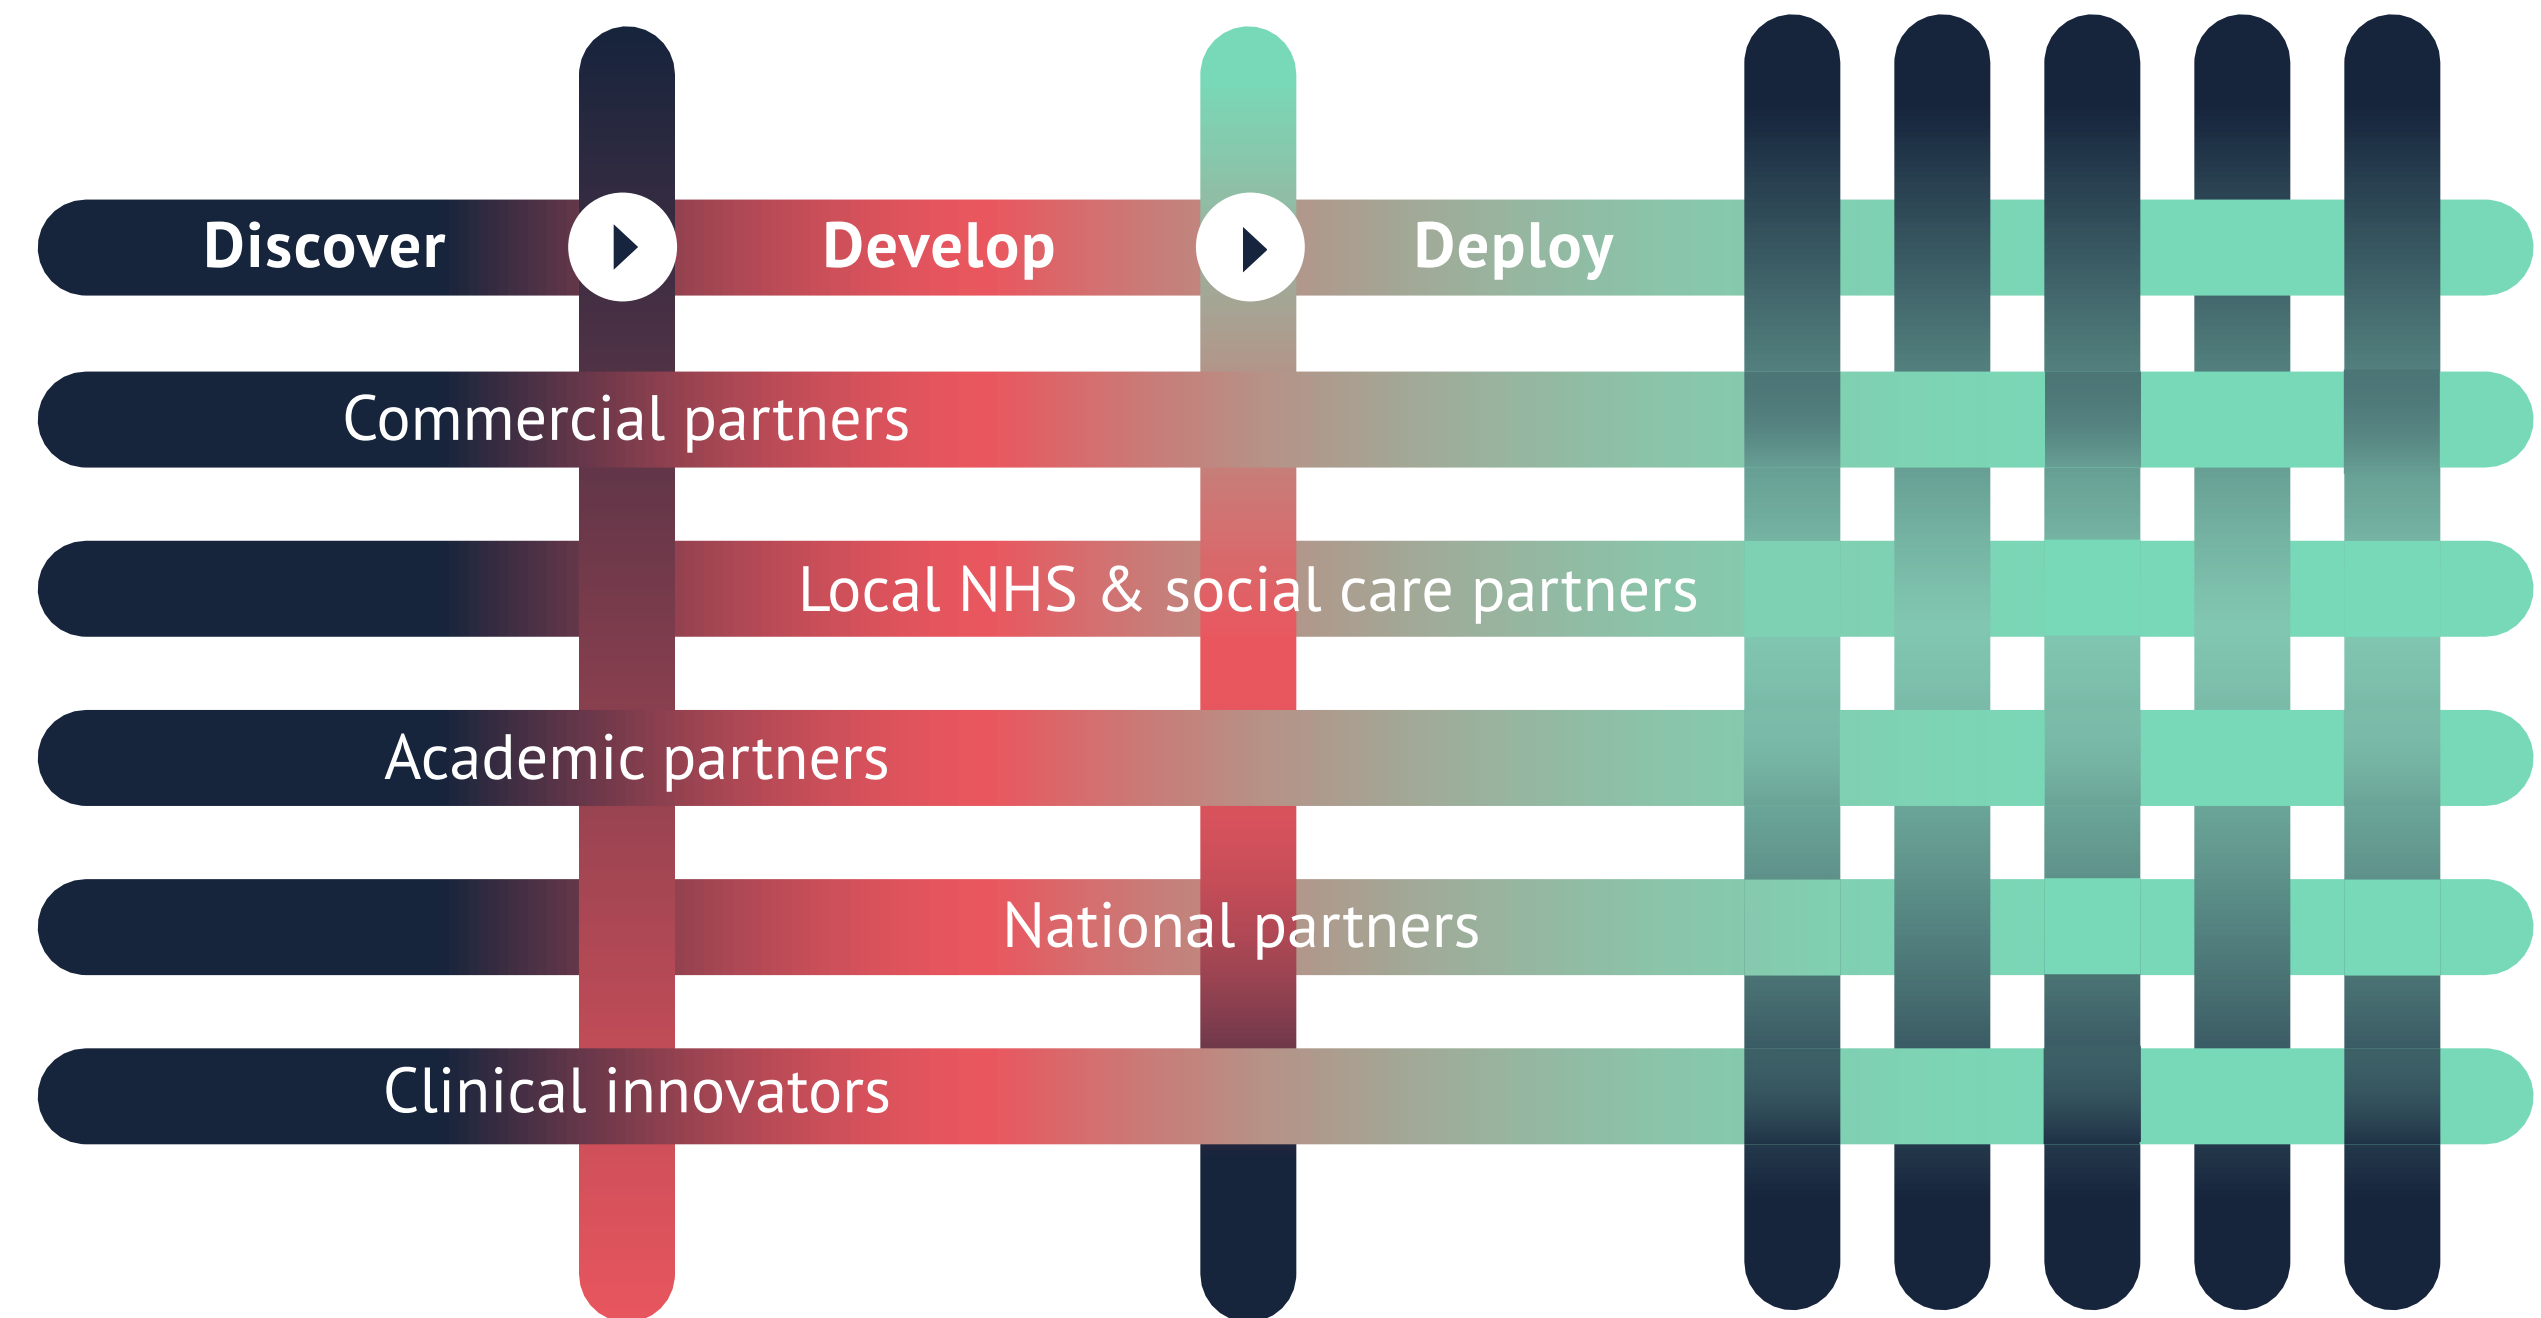 Discover Develop Deploy
Commercial partners
Local NHS & social care partners
Academic partners
National partners
Clinical innovators